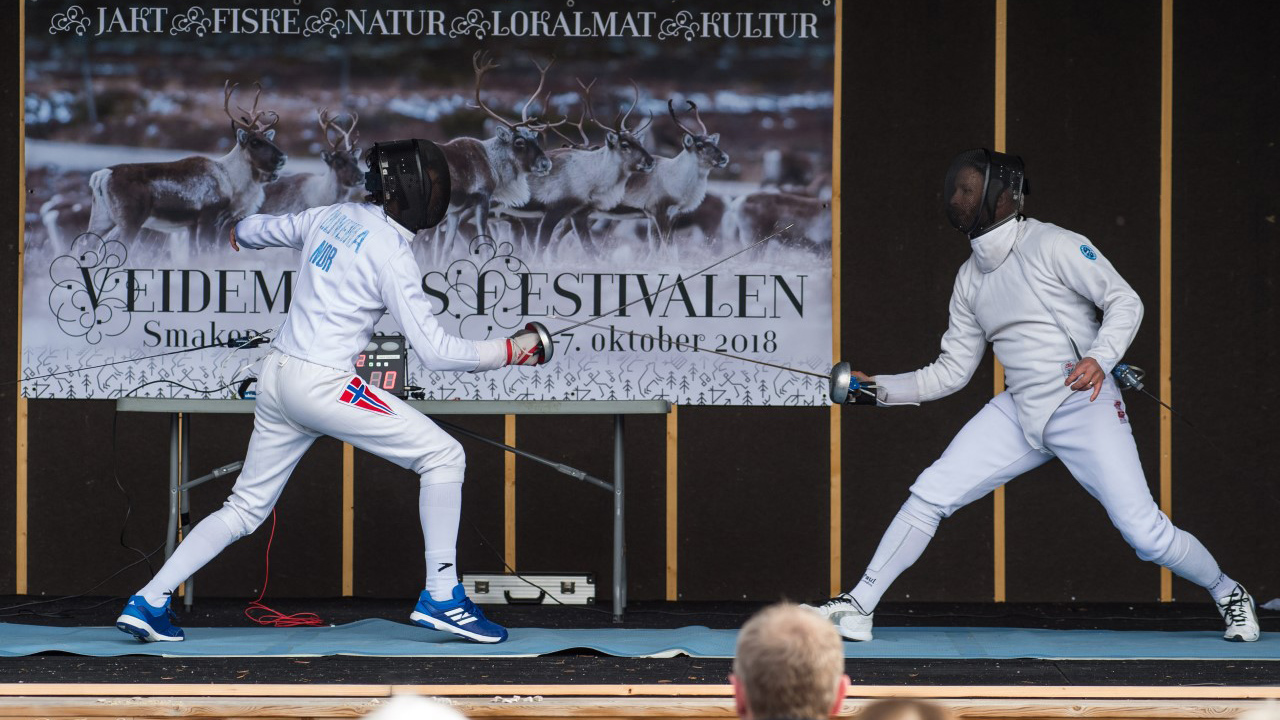 JAKT FISKE NATUR LOKALMAT KULTUR
VEIDEM S FESTIVALEN
Smaken -7. oktober 2018
NOR